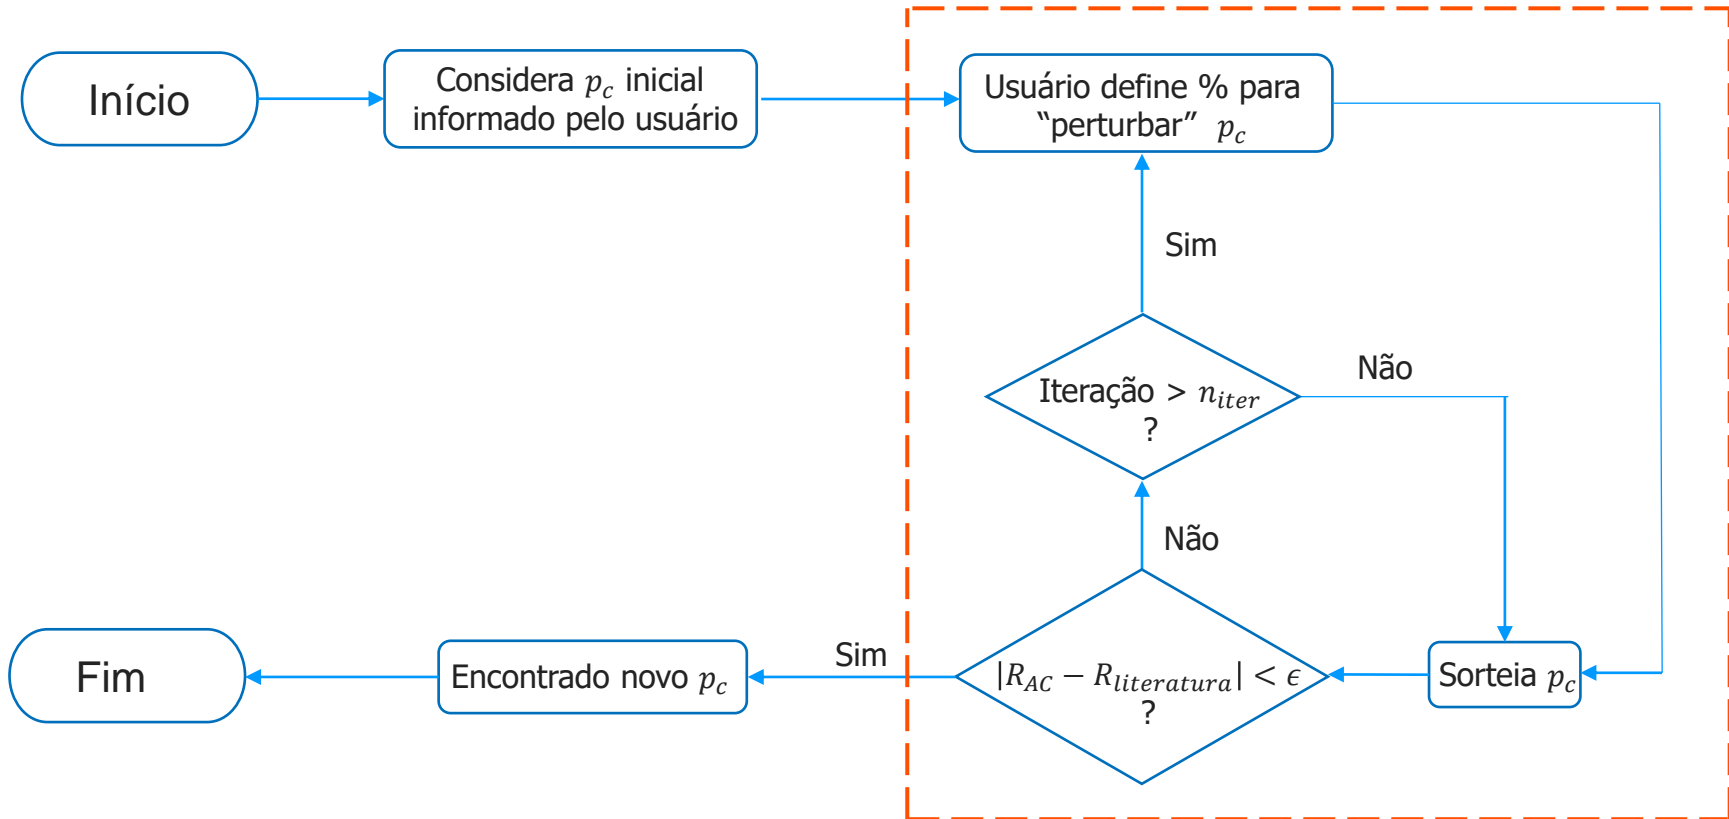 Início
Considera p_c inicial
informado pelo usuário
Usuário define % para
“perturbar” p_c
Sim
Iteração > n_{iter}
?
Não
Não
|R_{AC} − R_{literatura}| < ϵ
?
Sorteia p_c
Sim
Encontrado novo p_c
Fim